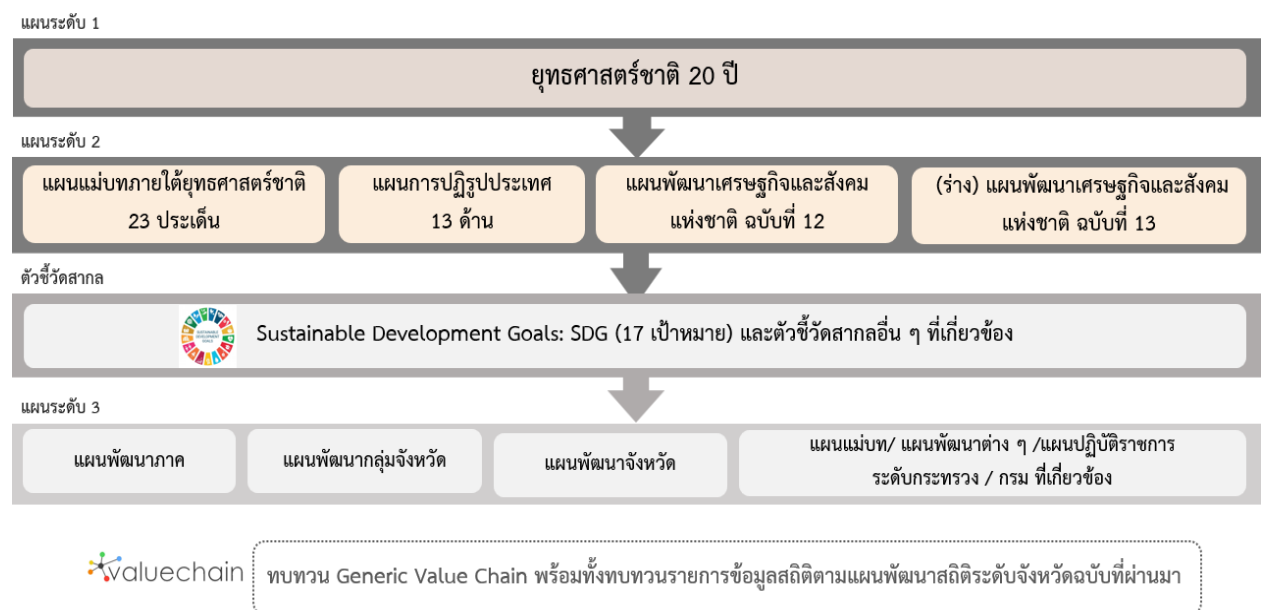 แผนระดับ 1
ยุทธศาสตร์ชาติ 20 ปี
แผนระดับ 2
แผนแม่บทภายใต้ยุทธศาสตร์ชาติ
23 ประเด็น
แผนการปฏิรูปประเทศ
13 ด้าน
แผนพัฒนาเศรษฐกิจและสังคม
แห่งชาติ ฉบับที่ 12
(ร่าง) แผนพัฒนาเศรษฐกิจและสังคม
แห่งชาติ ฉบับที่ 13
ตัวชี้วัดสากล
SUSTAINABLE
DEVELOPMENT
GOALS
Sustainable Development Goals: SDG (17 เป้าหมาย) และตัวชี้วัดสากลอื่น ๆ ที่เกี่ยวข้อง
แผนระดับ 3
แผนพัฒนาภาค
แผนพัฒนากลุ่มจังหวัด
แผนพัฒนาจังหวัด
แผนแม่บท/ แผนพัฒนาต่าง ๆ /แผนปฏิบัติราชการ
ระดับกระทรวง / กรม ที่เกี่ยวข้อง
valuechain
ทบทวน Generic Value Chain พร้อมทั้งทบทวนรายการข้อมูลสถิติตามแผนพัฒนาสถิติระดับจังหวัดฉบับที่ผ่านมา